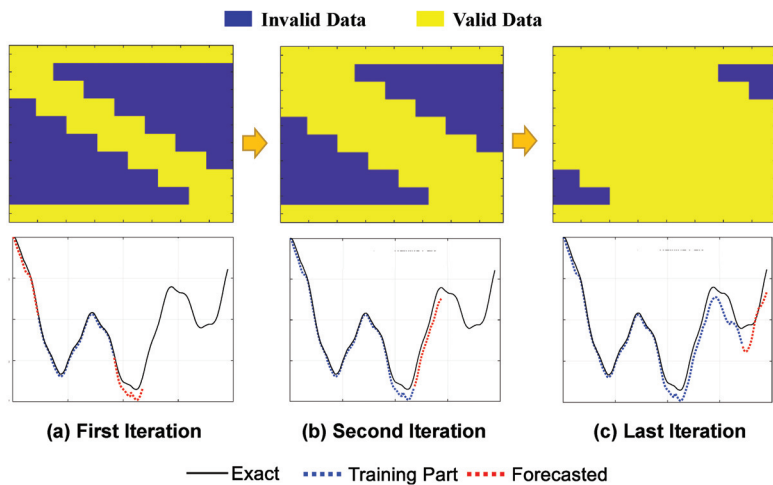 Invalid Data Valid Data
(a) First Iteration (b) Second Iteration (c) Last Iteration
Exact Training Part Forecasted